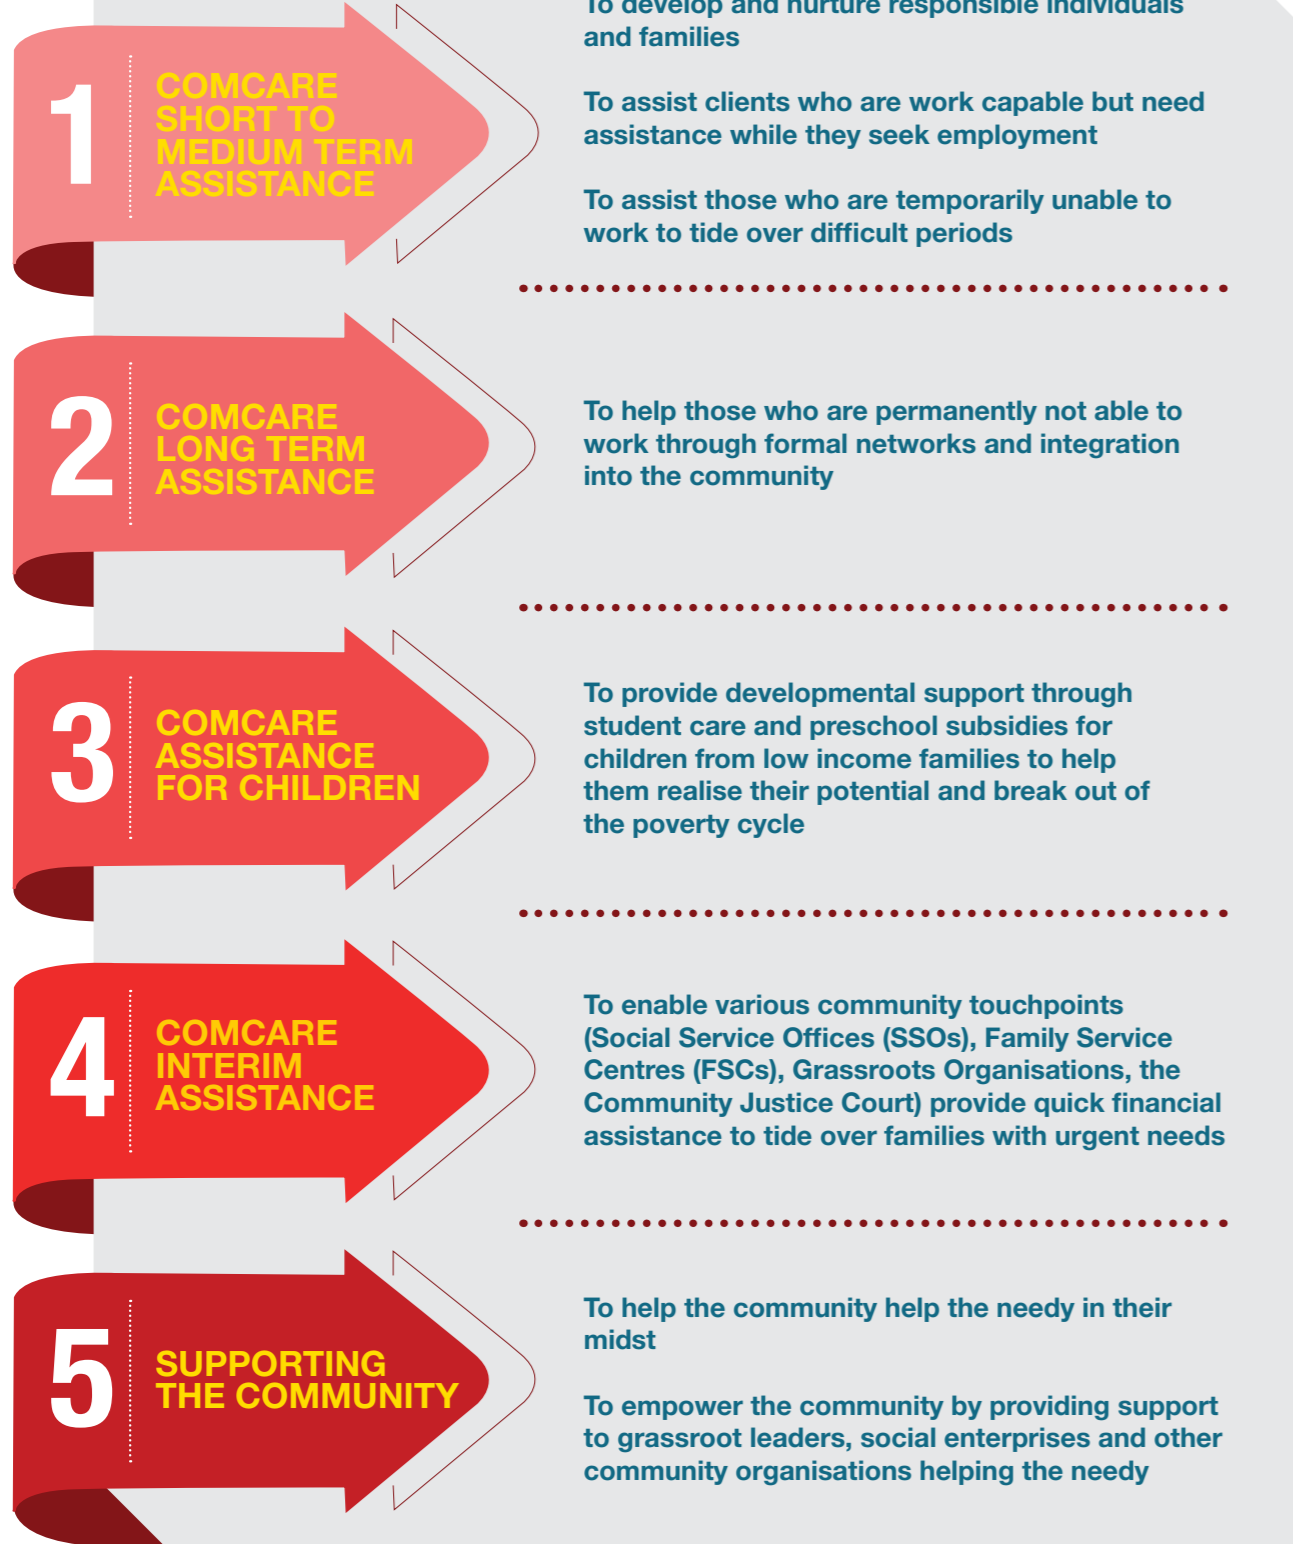 1
COMCARE
SHORT TO
MEDIUM TERM
ASSISTANCE
To develop and nurture responsible individuals
and families
To assist clients who are work capable but need
assistance while they seek employment
To assist those who are temporarily unable to
work to tide over difficult periods
2
COMCARE
LONG TERM
ASSISTANCE
To help those who are permanently not able to
work through formal networks and integration
into the community
3
COMCARE
ASSISTANCE
FOR CHILDREN
To provide developmental support through
student care and preschool subsidies for
children from low income families to help
them realise their potential and break out of
the poverty cycle
4
COMCARE
INTERIM
ASSISTANCE
To enable various community touchpoints
(Social Service Offices (SSOs), Family Service
Centres (FSCs), Grassroots Organisations, the
Community Justice Court) provide quick financial
assistance to tide over families with urgent needs
5
SUPPORTING
THE COMMUNITY
To help the community help the needy in their
midst
To empower the community by providing support
to grassroot leaders, social enterprises and other
community organisations helping the needy